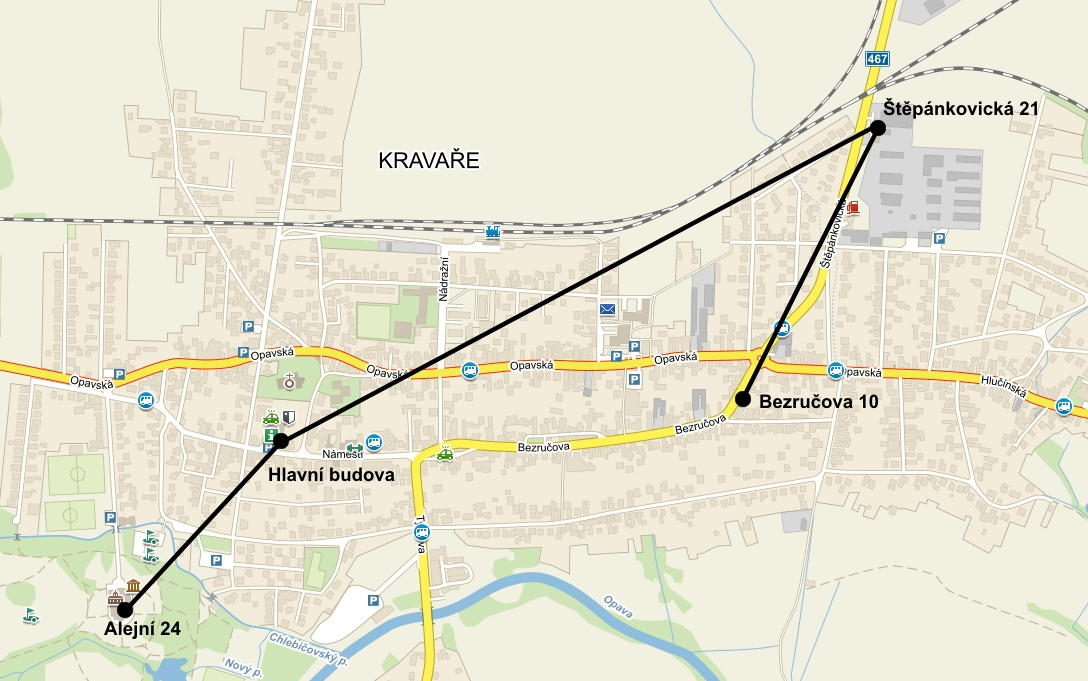 467
Štěpánkovická 21
KRAVAŘE
Štěpánkovická
P
Nádražní
P
P
P
Opavská
Opavská
Opavská
P
P
Opavská
Opavská
Opavská
P
Hlučínská
Bezručova 10
Bezručova
Bezručova
Náměstí
Hlavní budova
P
P
P
Opava
Alejní 24
Chlebičovský p.
Nový p.